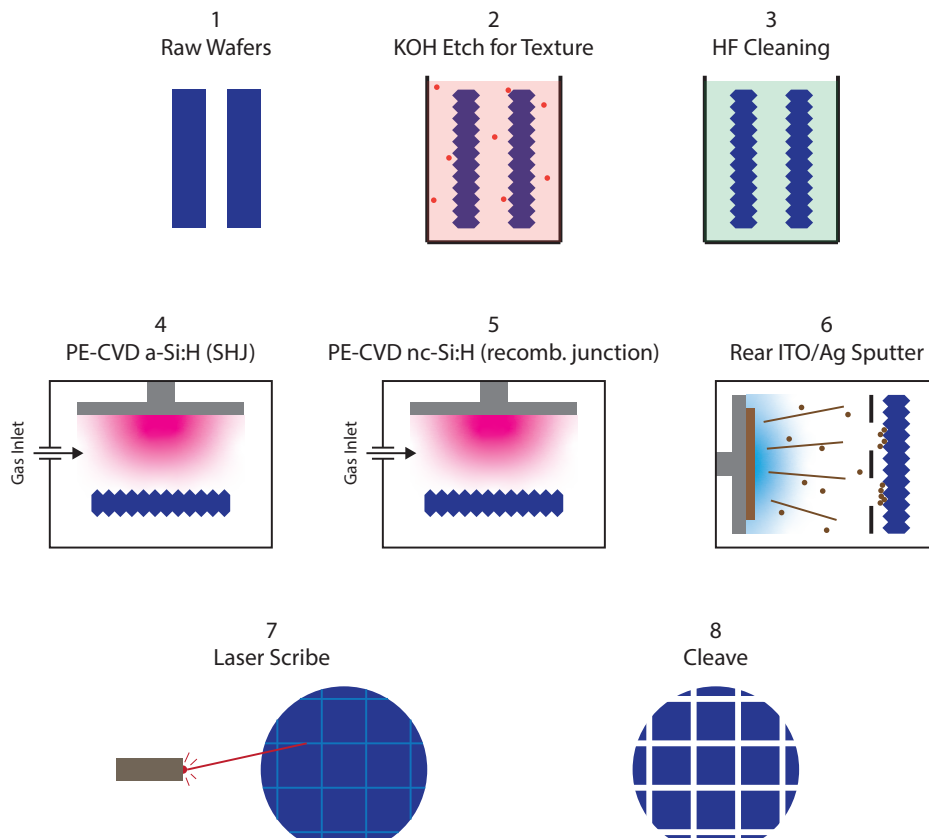 1
Raw Wafers
2
KOH Etch for Texture
3
HF Cleaning
4
PE-CVD a-Si:H (SHJ)
Gas Inlet
5
PE-CVD nc-Si:H (recomb. junction)
Gas Inlet
6
Rear ITO/Ag Sputter
7
Laser Scribe
8
Cleave